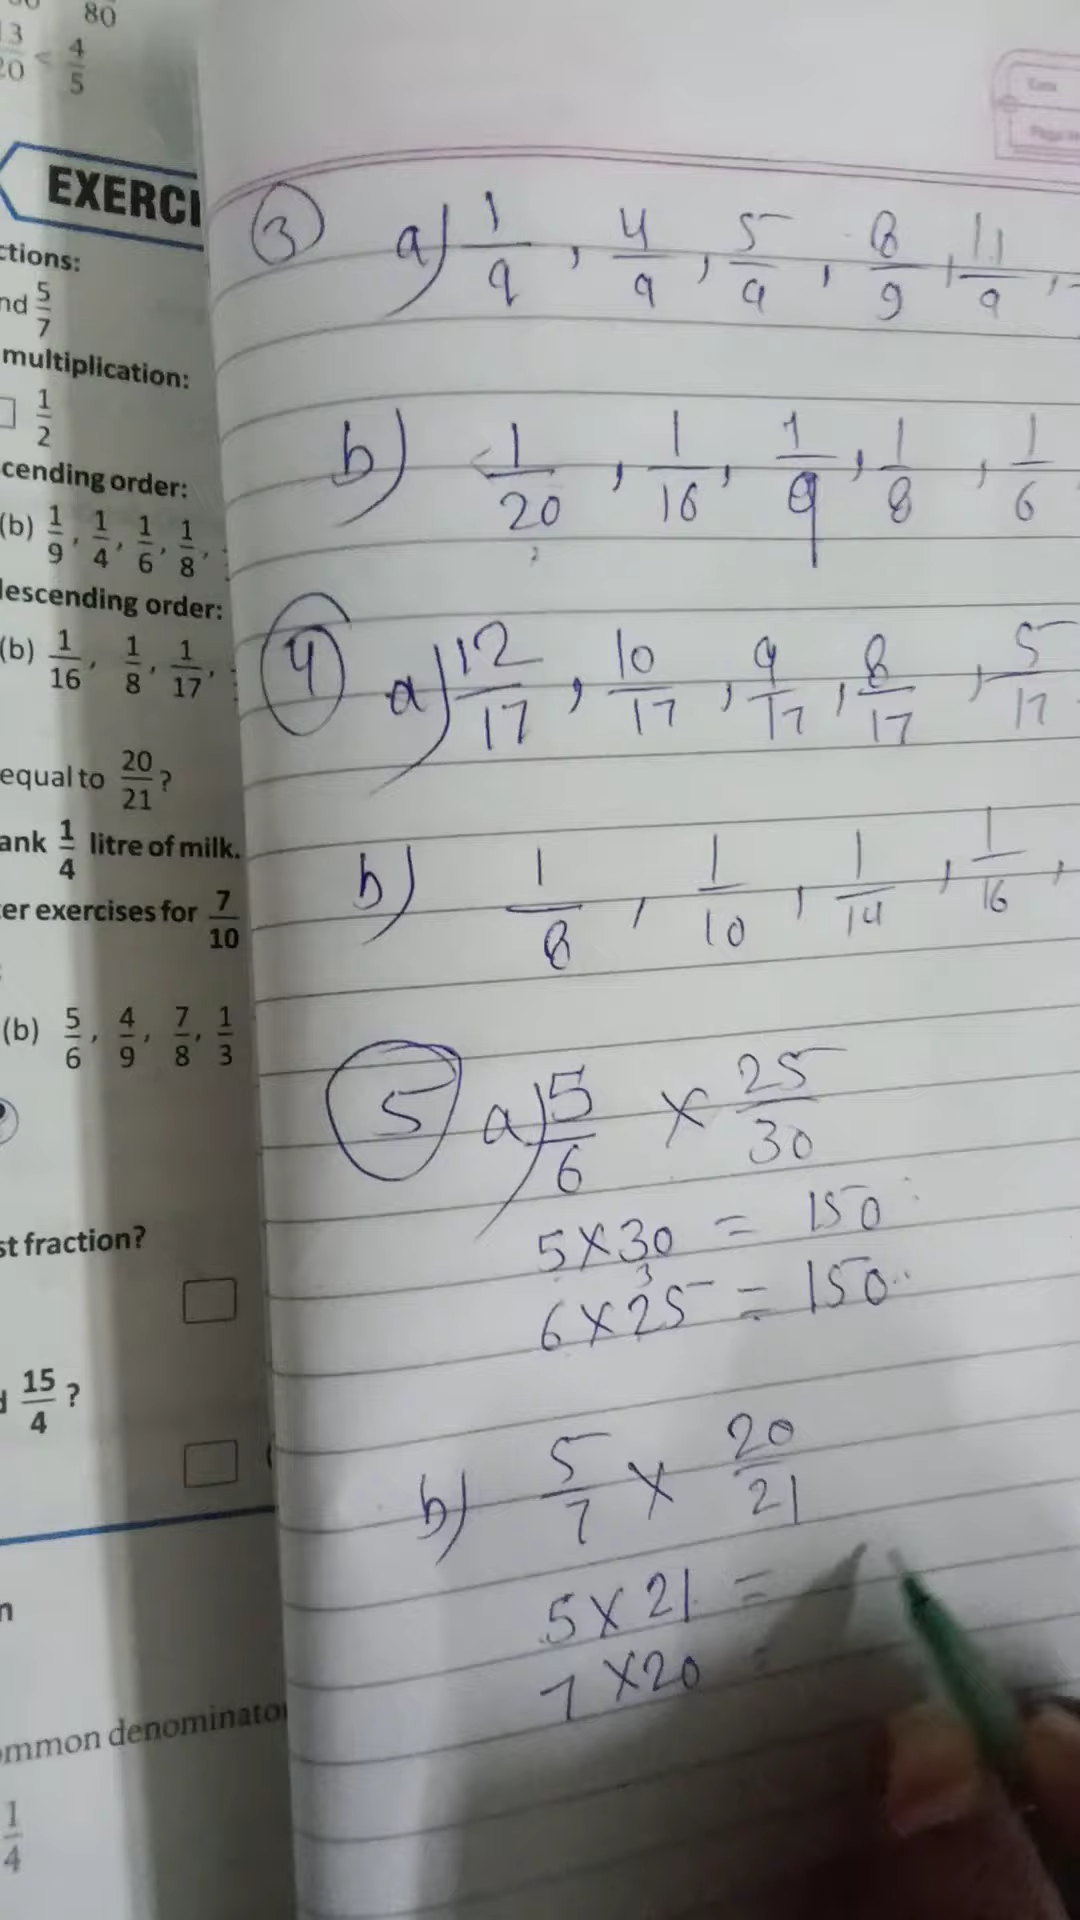 80
13/20 < 4/5
EXERCI
ctions:
nd 5/7
multiplication:
1/2
cending order:
(b) 1/9, 1/4, 1/6, 1/8,
descending order:
(b) 1/16, 1/8, 1/17,
equal to 20/21?
ank 1/4 litre of milk.
er exercises for 7/10
(b) 5/6, 4/9, 7/8, 1/3
st fraction?
15/4 ?
n
ommon denominato
1/4
3 a) 1/9, 4/9, 5/9, 8/9, 11/9,
b) 1/20, 1/16, 1/9, 1/8, 1/6
4 a) 12/17, 10/17, 9/17, 8/17, 5/17
b) 1/8, 1/10, 1/14, 1/16,
5 a) 5/6 × 25/30
5×30 = 150
3
6×25 = 150
b) 5/7 × 20/21
5×21 =
7×20 =